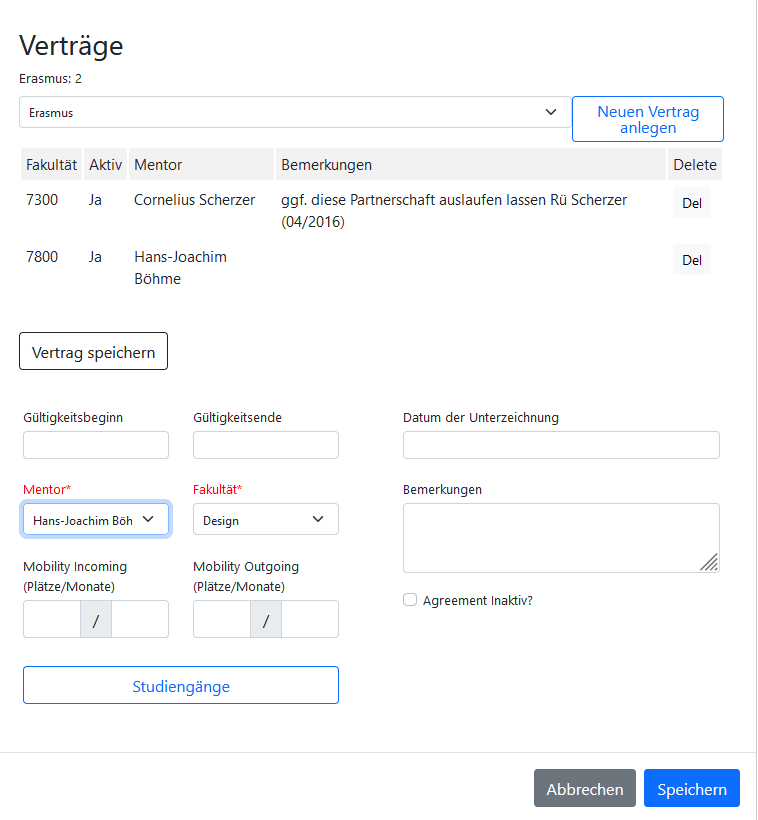 Verträge
Erasmus: 2
Erasmus
Neuen Vertrag
anlegen
Fakultät Aktiv Mentor Bemerkungen Delete
7300 Ja Cornelius Scherzer ggf. diese Partnerschaft auslaufen lassen Rü Scherzer Del
(04/2016)
7800 Ja Hans-Joachim Del
Böhme
Vertrag speichern
Gültigkeitsbeginn Gültigkeitsende Datum der Unterzeichnung
Mentor* Fakultät* Bemerkungen
Hans-Joachim Böh Design
Mobility Incoming Mobility Outgoing
(Plätze/Monate) (Plätze/Monate)
Agreement Inaktiv?
/ /
Studiengänge
Abbrechen Speichern